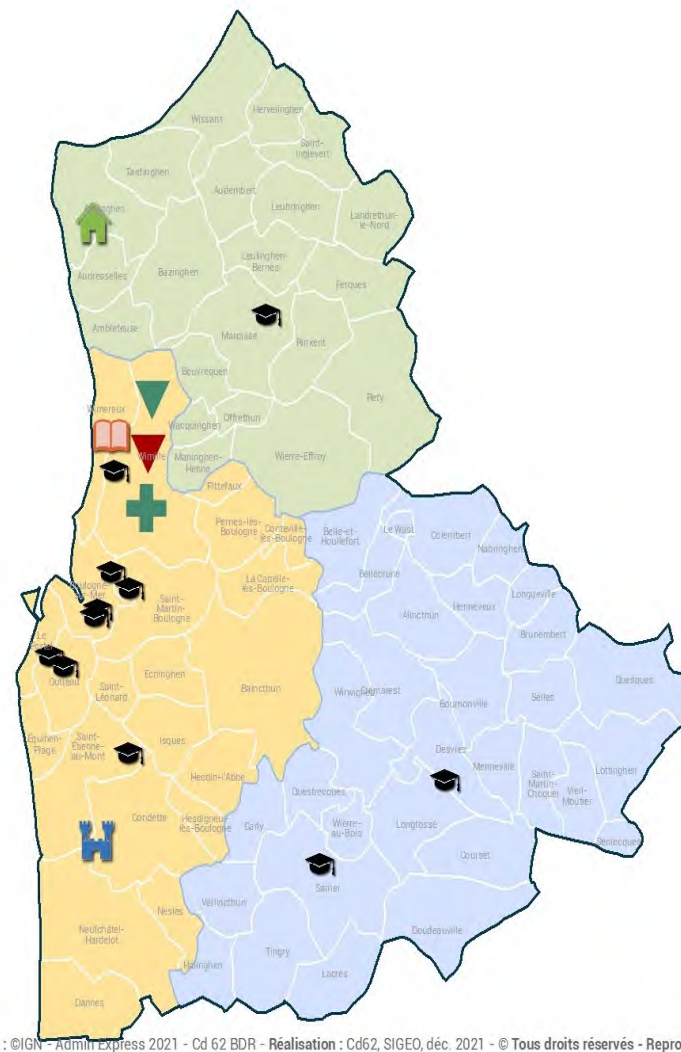 Wissant
Hervelinghen
Saint-
Inglevert
Tardinghen
Audembert
Leubringhen
Landrethun-
le-Nord
Audresselles
Bazinghen
Leulinghen-
Bernes
Ferques
Ambleteuse
Marquise
Rinxent
Beuvrequen
Rety
Wimereux
Wacquinghen
Offrethun
Maninghen-
Henne
Wierre-Effroy
Pittefaux
Pernes-lès-
Boulogne
Conteville-
lès-Boulogne
Belle-et-
Houllefort
Le Wast
Colembert
Nabringhen
Bellebrune
La Capelle-
lès-Boulogne
Saint-
Martin-
Boulogne
Alincthun
Henneveux
Longueville
Brunembert
Le
Outreau
Saint-
Léonard
Echinghen
Baincthun
Wirwignes
Crémarest
Bournonville
Selles
Quesques
Equihen-
Plage
Saint-
Etienne-
au-Mont
Isques
Hesdin-l'Abbé
Desvres
Menneville
Saint-
Martin-
Choquel
Vieil-
Moutier
Lottinghen
Senlecques
Condette
Hesdigneul-
lès-Boulogne
Questrecques
Carly
Wierre-
au-Bois
Longfossé
Courset
Samer
Nesles
Verlincthun
Neufchâtel-
Hardelot
Halinghen
Tingry
Lacres
Doudeauville
Dannes
: ©IGN - Admin Express 2021 - Cd 62 BDR - Réalisation : Cd62, SIGEO, déc. 2021 - © Tous droits réservés - Repro